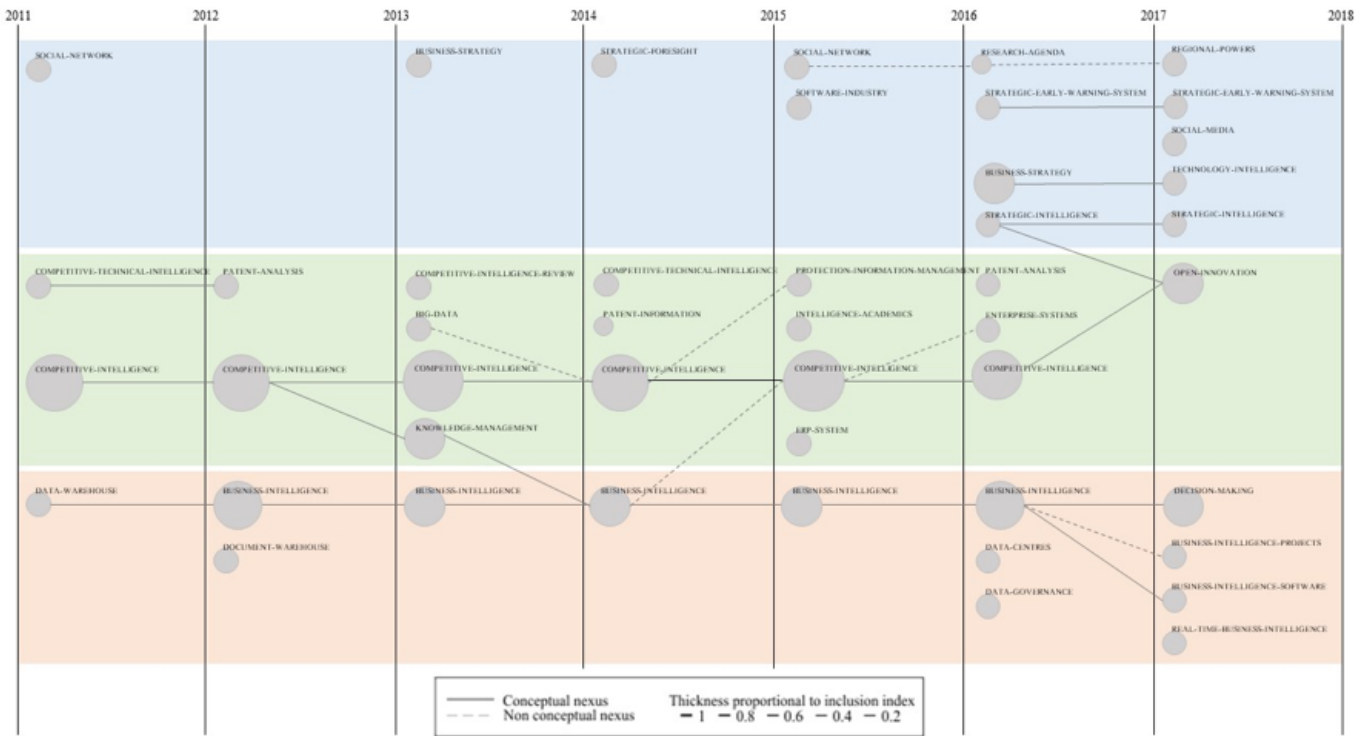 2011 2012 2013 2014 2015 2016 2017 2018
SOCIAL-NETWORK BUSINESS-STRATEGY STRATEGIC-FORESIGHT SOCIAL-NETWORK RESEARCH-AGENDA REGIONAL-POWERS
SOFTWARE-INDUSTRY STRATEGIC-EARLY-WARNING-SYSTEM STRATEGIC-EARLY-WARNING-SYSTEM
SOCIAL-MEDIA
BUSINESS-STRATEGY TECHNOLOGY-INTELLIGENCE
STRATEGIC-INTELLIGENCE STRATEGIC-INTELLIGENCE
COMPETITIVE-TECHNICAL-INTELLIGENCE PATENT-ANALYSIS COMPETITIVE-INTELLIGENCE-REVIEW COMPETITIVE-TECHNICAL-INTELLIGENCE PROTECTION-INFORMATION-MANAGEMENT PATENT-ANALYSIS OPEN-INNOVATION
BIG-DATA PATENT-INFORMATION INTELLIGENCE-ACADEMICS ENTERPRISE-SYSTEMS
COMPETITIVE-INTELLIGENCE COMPETITIVE-INTELLIGENCE COMPETITIVE-INTELLIGENCE COMPETITIVE-INTELLIGENCE COMPETITIVE-INTELLIGENCE COMPETITIVE-INTELLIGENCE
KNOWLEDGE-MANAGEMENT ERP-SYSTEM
DATA-WAREHOUSE BUSINESS-INTELLIGENCE BUSINESS-INTELLIGENCE BUSINESS-INTELLIGENCE BUSINESS-INTELLIGENCE BUSINESS-INTELLIGENCE DECISION-MAKING
DOCUMENT-WAREHOUSE DATA-CENTRES BUSINESS-INTELLIGENCE-PROJECTS
DATA-GOVERNANCE BUSINESS-INTELLIGENCE-SOFTWARE
REAL-TIME-BUSINESS-INTELLIGENCE
Conceptual nexus Thickness proportional to inclusion index
Non conceptual nexus 1 0.8 0.6 0.4 0.2